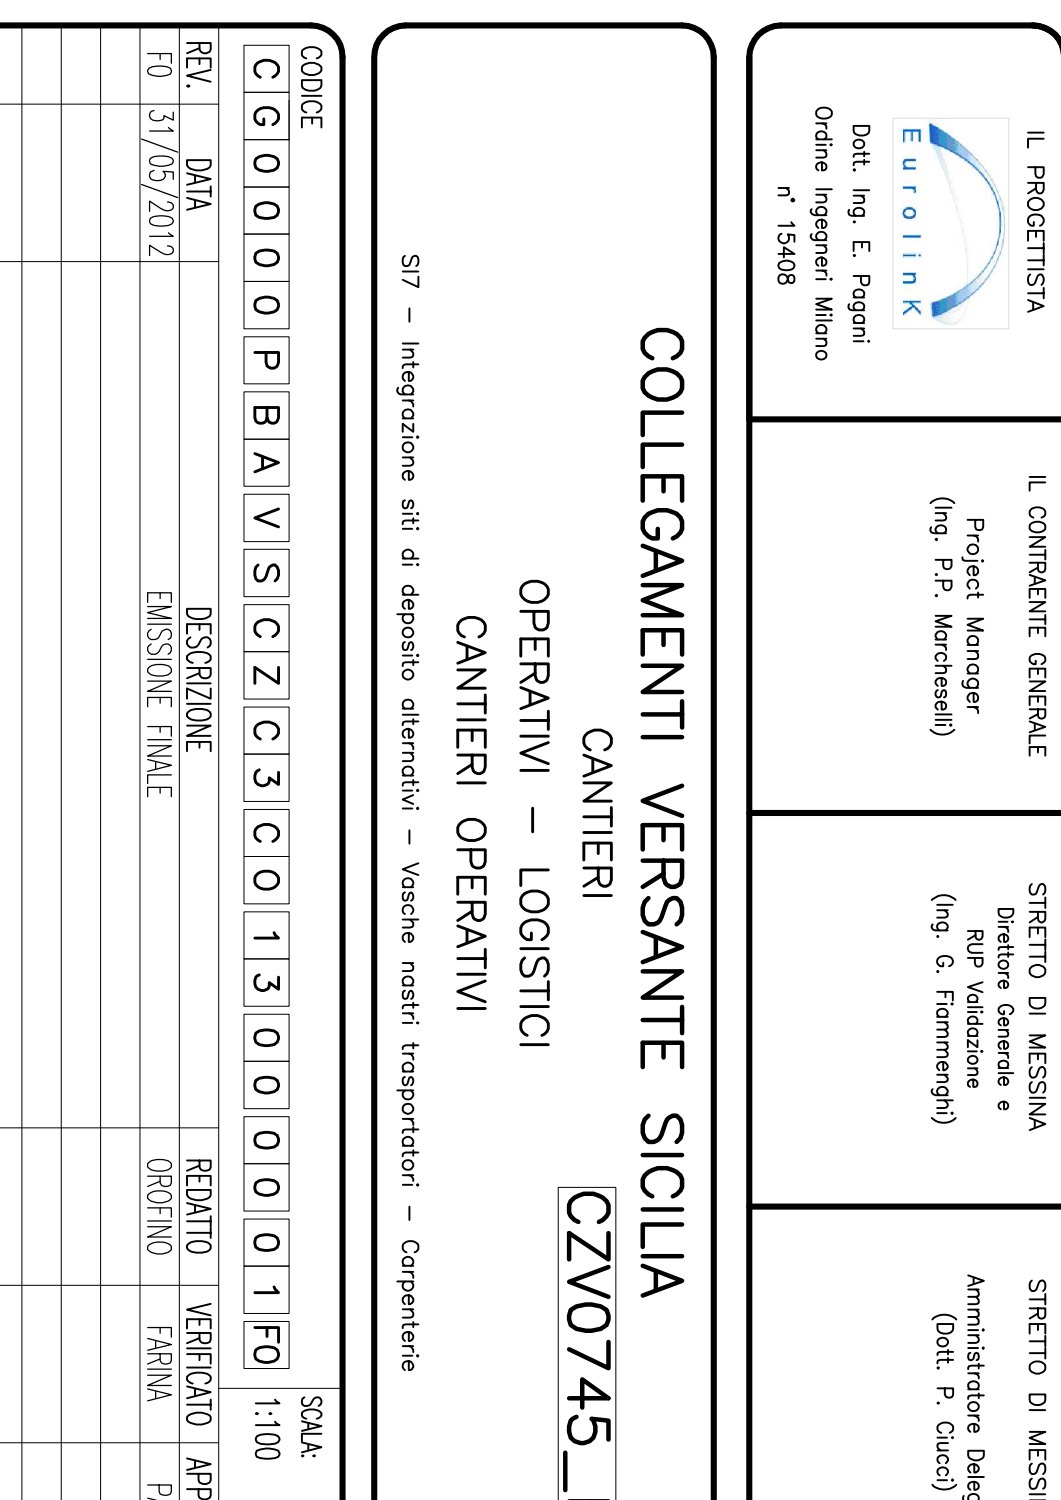 IL PROGETTISTA
EurolinK
Dott. Ing. E. Pagani
Ordine Ingegneri Milano
n° 15408
IL CONTRAENTE GENERALE
Project Manager
(Ing. P.P. Marcheselli)
STRETTO DI MESSINA
Direttore Generale e
RUP Validazione
(Ing. G. Fiammenghi)
STRETTO DI
Amministratore
(Dott. P. Ciucci)
COLLEGAMENTI VERSANTE SICILIA
CANTIERI
OPERATIVI – LOGISTICI
CANTIERI OPERATIVI
CZV0745_
SI7 – Integrazione siti di deposito alternativi – Vasche nastri trasportatori – Carpenterie
CODICE
C G 0 0 0 0 P B A V S C Z C 3 C 0 1 3 0 0 0 0 0 1 F0
SCALA:
1:100
REV. DATA DESCRIZIONE REDATTO VERIFICATO
F0 31/05/2012 EMISSIONE FINALE OROFINO FARINA